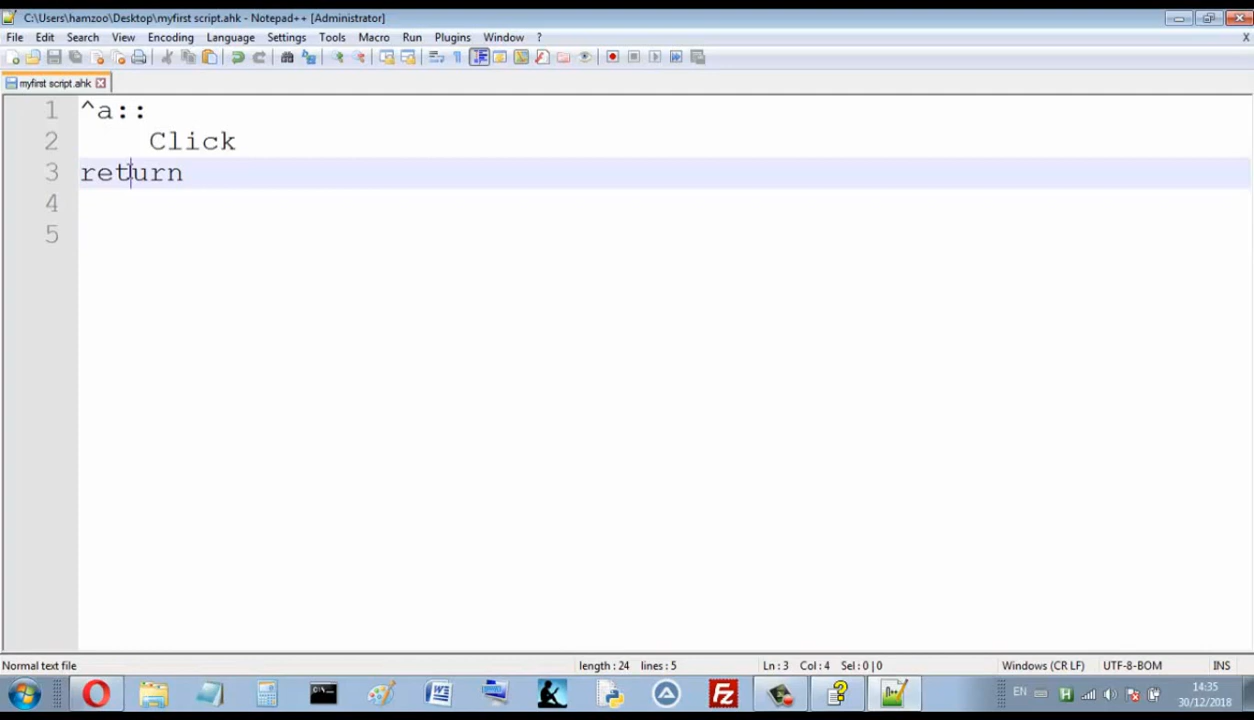 C:\Users\hamzoo\Desktop\myfirst script.ahk - Notepad++ [Administrator]
File Edit Search View Encoding Language Settings Tools Macro Run Plugins Window ? X
myfirst script.ahk
1 ^a::
2 Click
3 return
4
5
Normal text file length : 24 lines : 5 Ln : 3 Col : 4 Sel : 0 | 0 Windows (CR LF) UTF-8-BOM INS
EN 14:35
30/12/2018